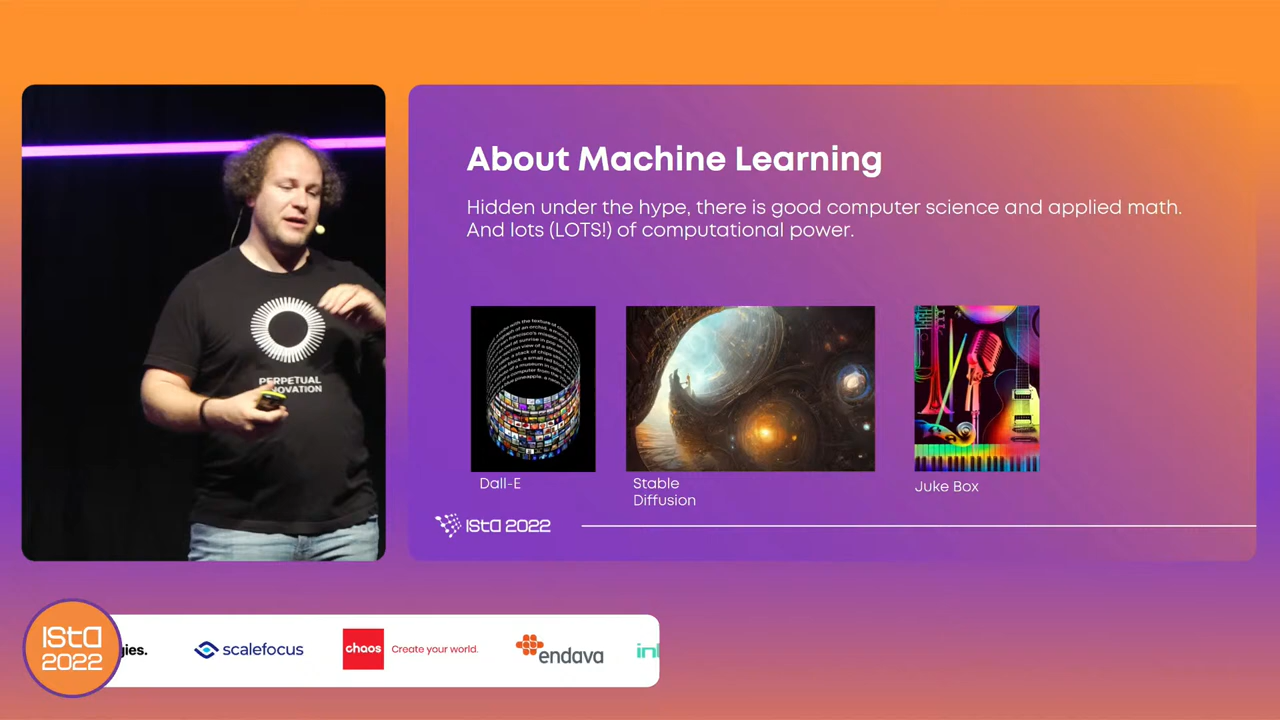 PERPETUAL
About Machine Learning
Hidden under the hype, there is good computer science and applied math.
And lots (LOTS!) of computational power.
Dall-E
Stable
Diffusion
Juke Box
ISta 2022
ISta
2022
gies.
scalefocus
chaos
Create your world.
endava